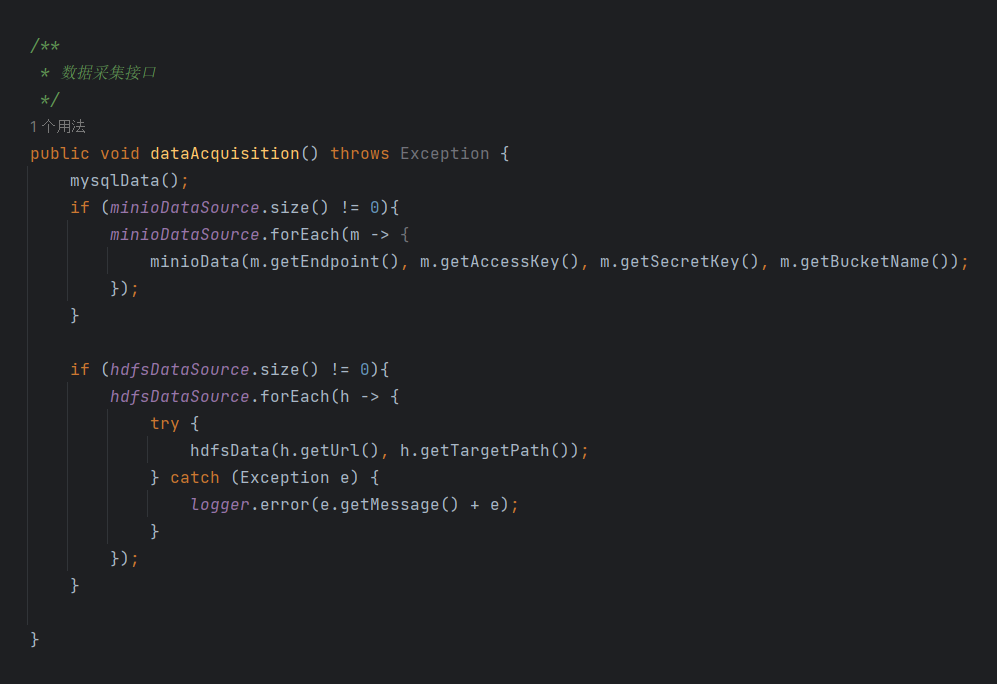 /**
 * 数据采集接口
 */
1 个用法
public void dataAcquisition() throws Exception {
    mysqlData();
    if (minioDataSource.size() != 0){
        minioDataSource.forEach(m -> {
            minioData(m.getEndpoint(), m.getAccessKey(), m.getSecretKey(), m.getBucketName());
        });
    }
    if (hdfsDataSource.size() != 0){
        hdfsDataSource.forEach(h -> {
            try {
                hdfsData(h.getUrl(), h.getTargetPath());
            } catch (Exception e) {
                logger.error(e.getMessage() + e);
            }
        });
    }
}